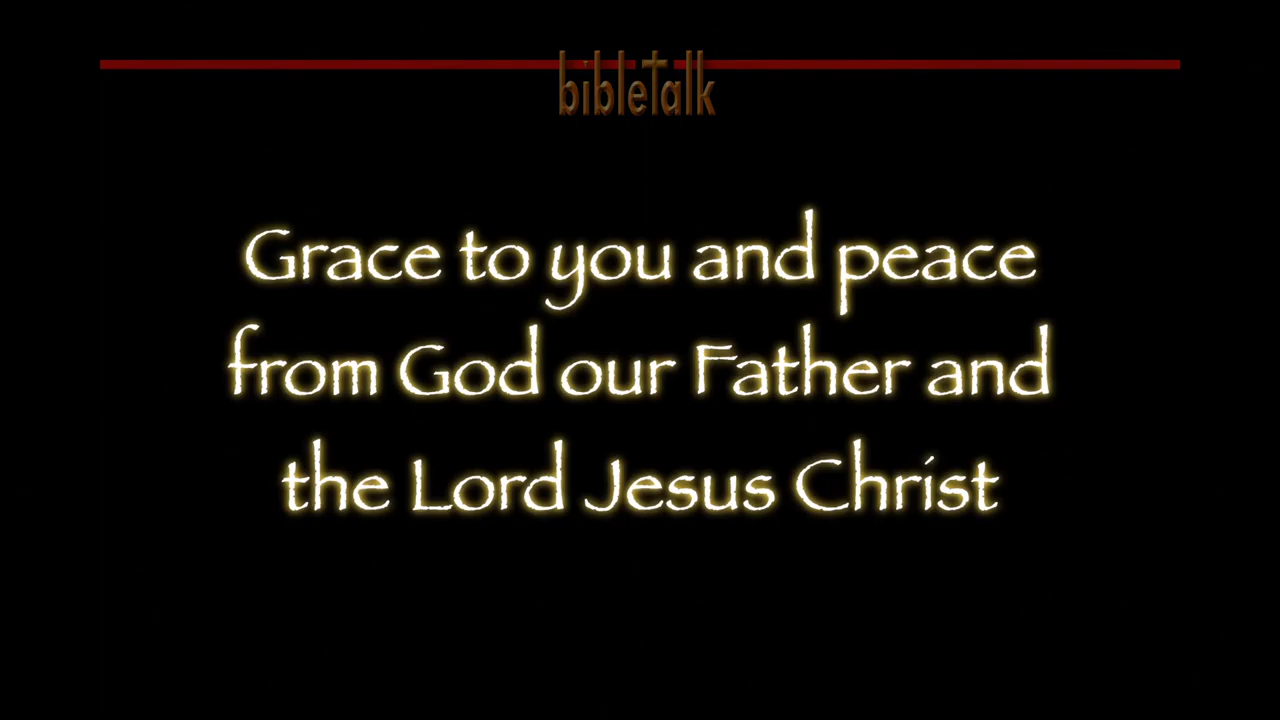 bibleTalk
Grace to you and peace
from God our Father and
the Lord Jesus Christ